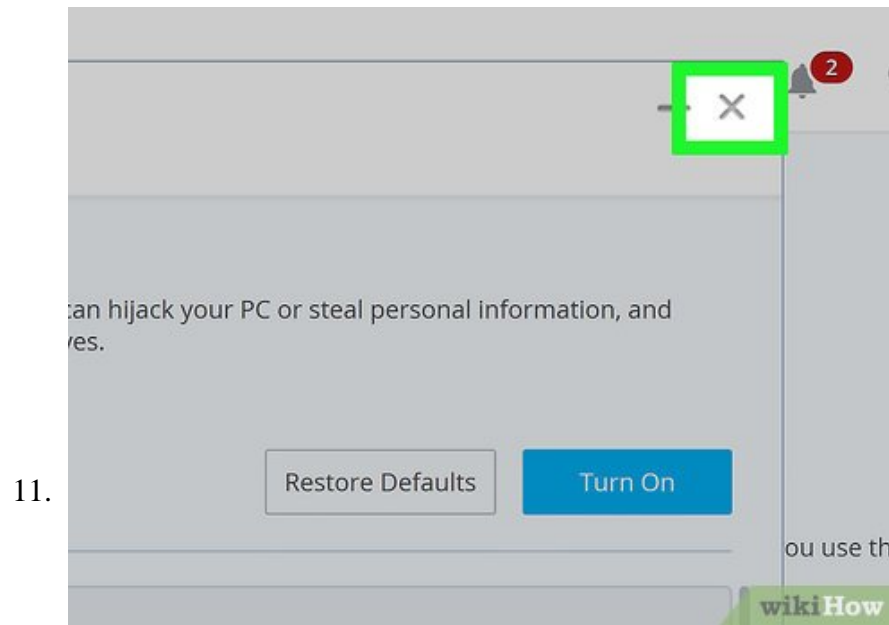 2
can hijack your PC or steal personal information, and
ves.
11.
Restore Defaults
Turn On
ou use th
wikiHow